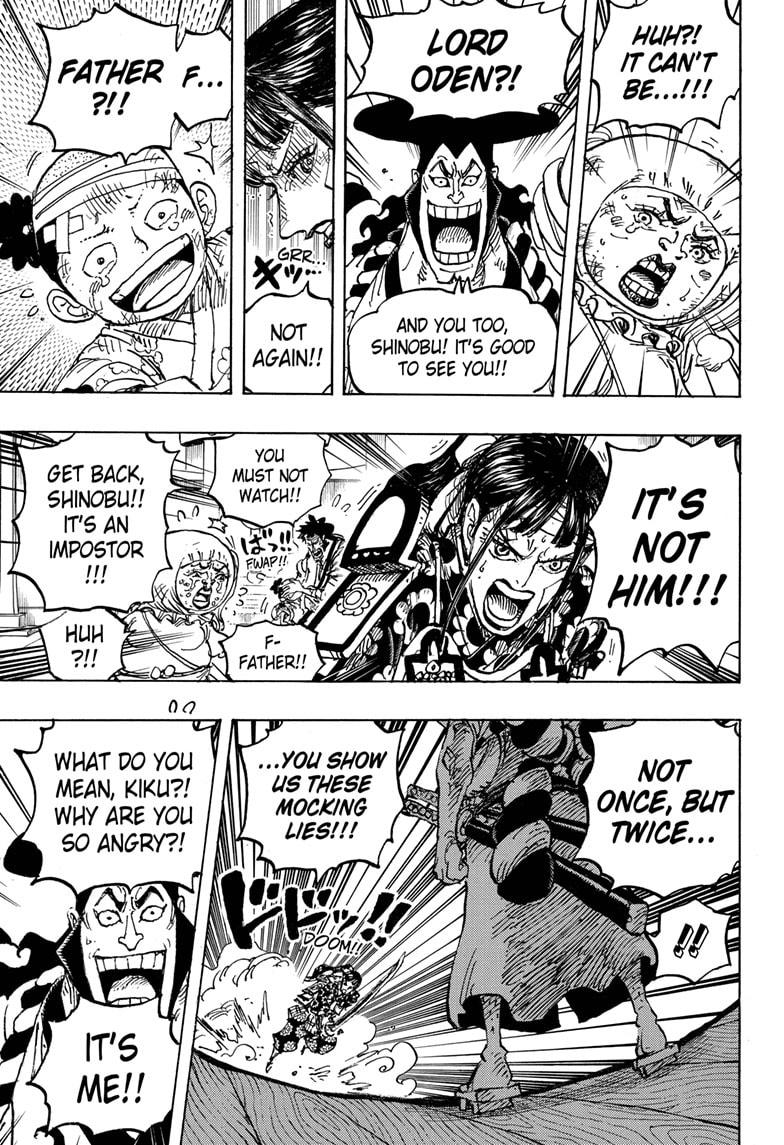 HUH?!
IT CAN'T
BE...!!!
LORD
ODEN?!
AND YOU TOO,
SHINOBU! IT'S GOOD
TO SEE YOU!!
GRR...
ギッ...
NOT
AGAIN!!
F...
FATHER
?!!
IT'S
NOT
HIM!!!
YOU
MUST NOT
WATCH!!
ばっ!!
FWAP!!
F-
FATHER!!
GET BACK,
SHINOBU!!
IT'S AN
IMPOSTOR
!!!
HUH
?!!
NOT
ONCE, BUT
TWICE...
!!
...YOU SHOW
US THESE
MOCKING
LIES!!!
ドドッ!!
DOOM!!
WHAT DO YOU
MEAN, KIKU?!
WHY ARE YOU
SO ANGRY?!
IT'S
ME!!